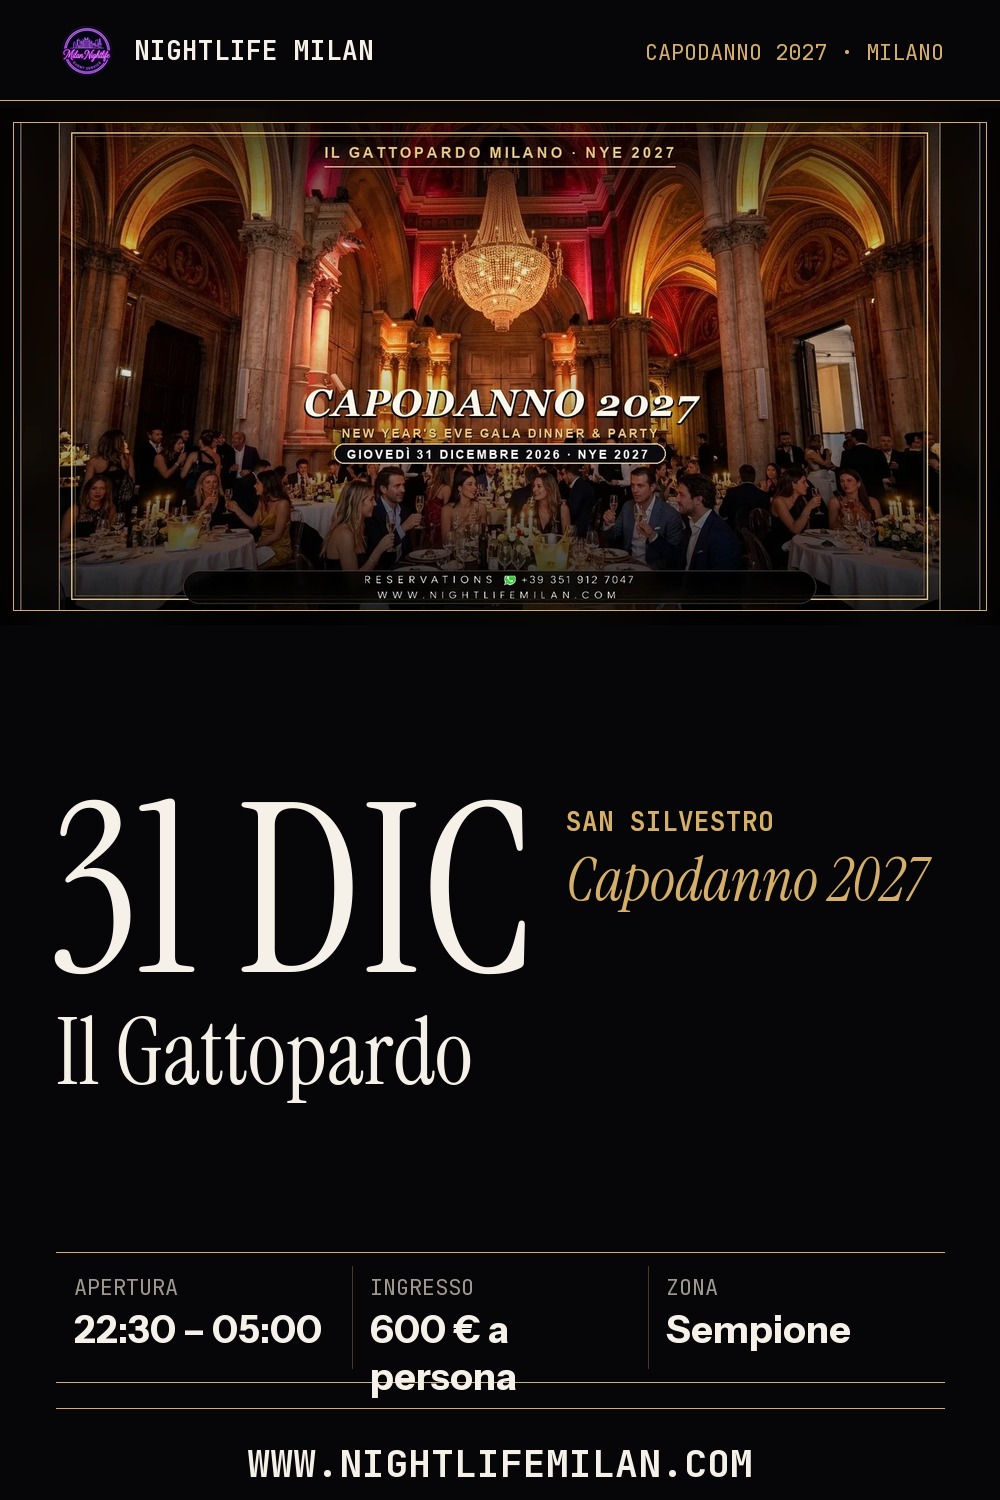 Milan Nightlife
NIGHTLIFE MILAN
CAPODANNO 2027 · MILANO
IL GATTOPARDO MILANO · NYE 2027
CAPODANNO 2027
NEW YEAR'S EVE GALA DINNER & PARTY
GIOVEDÌ 31 DICEMBRE 2026 · NYE 2027
RESERVATIONS +39 351 912 7047
WWW.NIGHTLIFEMILAN.COM
31 DIC
SAN SILVESTRO
Capodanno 2027
Il Gattopardo
APERTURA
22:30 – 05:00
INGRESSO
600 € a
persona
ZONA
Sempione
WWW.NIGHTLIFEMILAN.COM